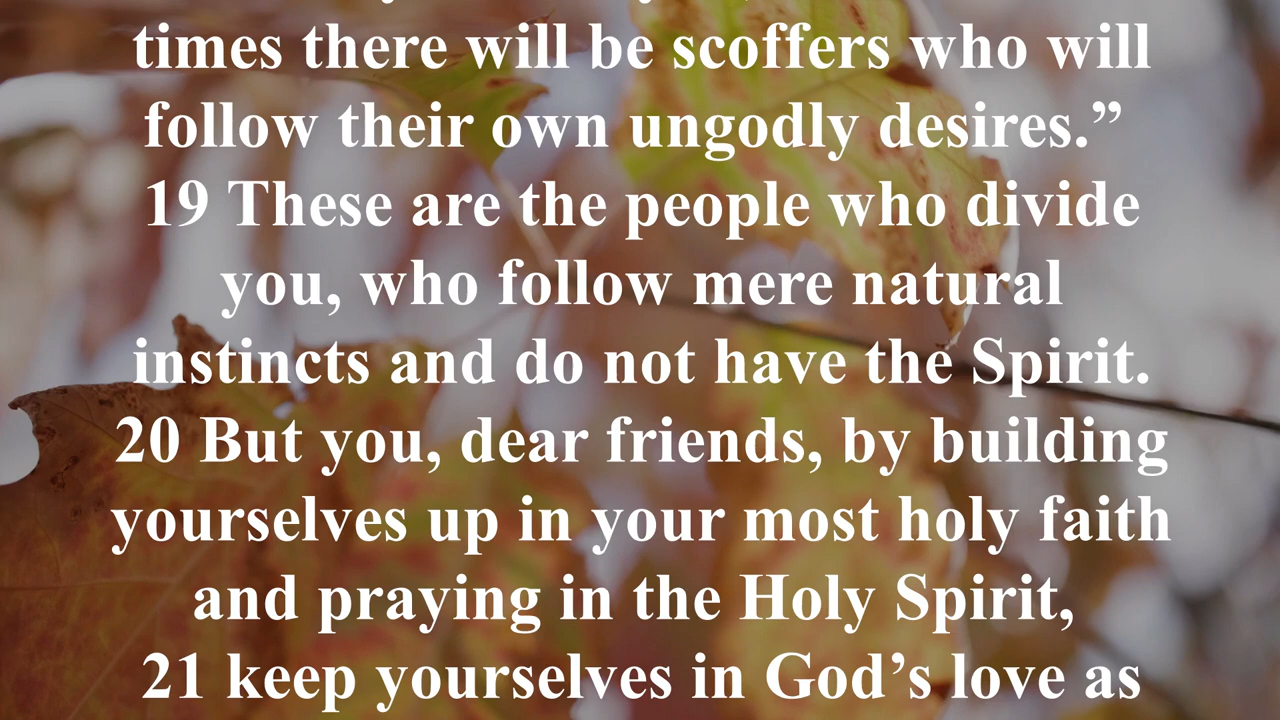 times there will be scoffers who will
follow their own ungodly desires.”
19 These are the people who divide
you, who follow mere natural
instincts and do not have the Spirit.
20 But you, dear friends, by building
yourselves up in your most holy faith
and praying in the Holy Spirit,
21 keep yourselves in God’s love as